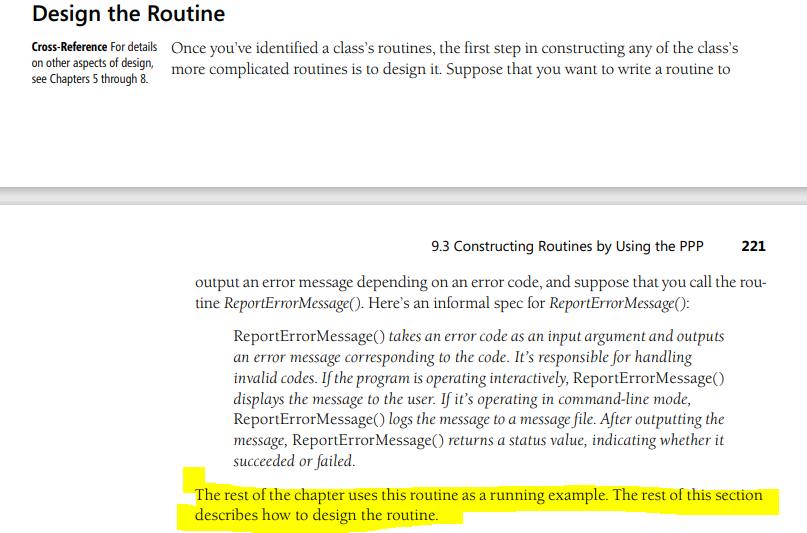 Design the Routine
Cross-Reference For details
on other aspects of design,
see Chapters 5 through 8.
Once you’ve identified a class’s routines, the first step in constructing any of the class’s
more complicated routines is to design it. Suppose that you want to write a routine to
9.3 Constructing Routines by Using the PPP 221
output an error message depending on an error code, and suppose that you call the rou-
tine ReportErrorMessage(). Here’s an informal spec for ReportErrorMessage():
ReportErrorMessage() takes an error code as an input argument and outputs
an error message corresponding to the code. It’s responsible for handling
invalid codes. If the program is operating interactively, ReportErrorMessage()
displays the message to the user. If it’s operating in command-line mode,
ReportErrorMessage() logs the message to a message file. After outputting the
message, ReportErrorMessage() returns a status value, indicating whether it
succeeded or failed.
The rest of the chapter uses this routine as a running example. The rest of this section
describes how to design the routine.